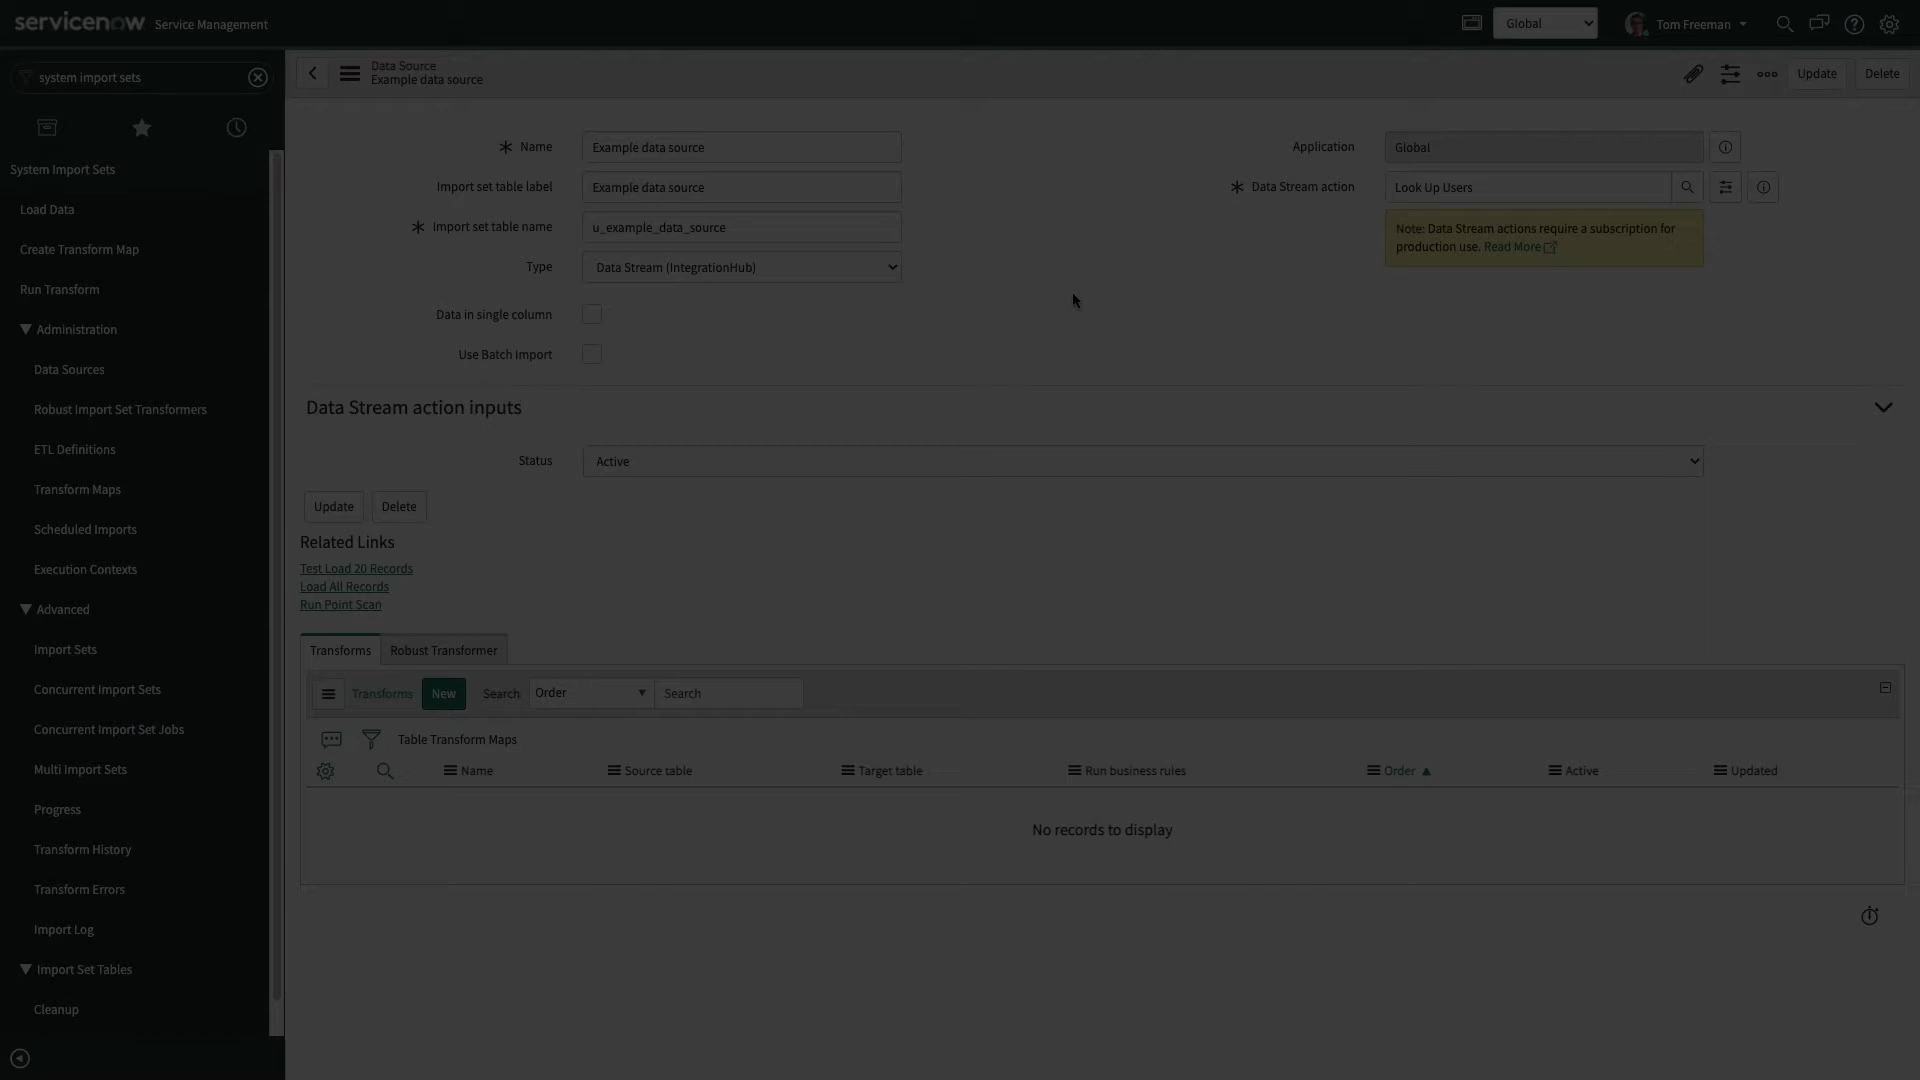 servicenow Service Management
Global
Tom Freeman
system import sets
System Import Sets
Load Data
Create Transform Map
Run Transform
Administration
Data Sources
Robust Import Set Transformers
ETL Definitions
Transform Maps
Scheduled Imports
Execution Contexts
Advanced
Import Sets
Concurrent Import Sets
Concurrent Import Set Jobs
Multi Import Sets
Progress
Transform History
Transform Errors
Import Log
Import Set Tables
Cleanup
Data Source
Example data source
Update Delete
Name Example data source
Import set table label Example data source
Import set table name u_example_data_source
Type Data Stream (IntegrationHub)
Data in single column
Use Batch Import
Application Global
Data Stream action Look Up Users
Note: Data Stream actions require a subscription for
production use. Read More
Data Stream action inputs
Status Active
Update Delete
Related Links
Test Load 20 Records
Load All Records
Run Point Scan
Transforms Robust Transformer
Transforms New Search Order Search
Table Transform Maps
Name Source table Target table Run business rules Order Active Updated
No records to display